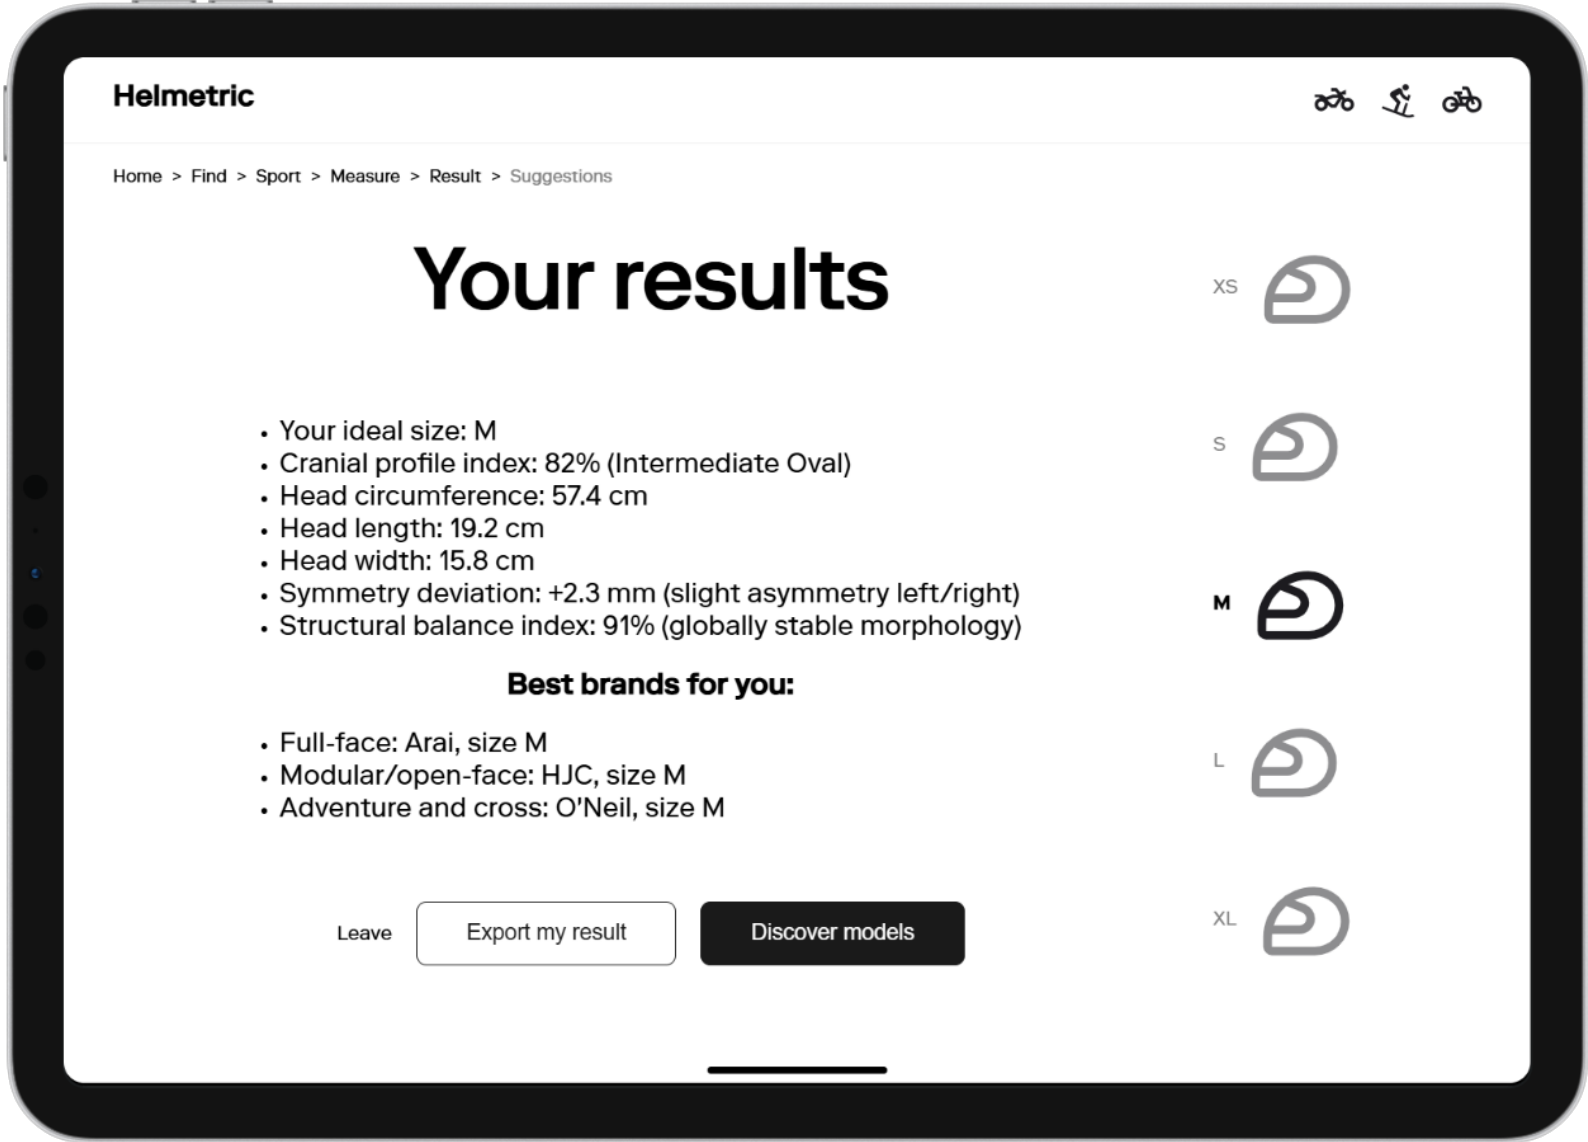 Helmetric
Home > Find > Sport > Measure > Result > Suggestions
Your results
• Your ideal size: M
• Cranial profile index: 82% (Intermediate Oval)
• Head circumference: 57.4 cm
• Head length: 19.2 cm
• Head width: 15.8 cm
• Symmetry deviation: +2.3 mm (slight asymmetry left/right)
• Structural balance index: 91% (globally stable morphology)
Best brands for you:
• Full-face: Arai, size M
• Modular/open-face: HJC, size M
• Adventure and cross: O'Neil, size M
Leave
Export my result
Discover models
XS
S
M
L
XL